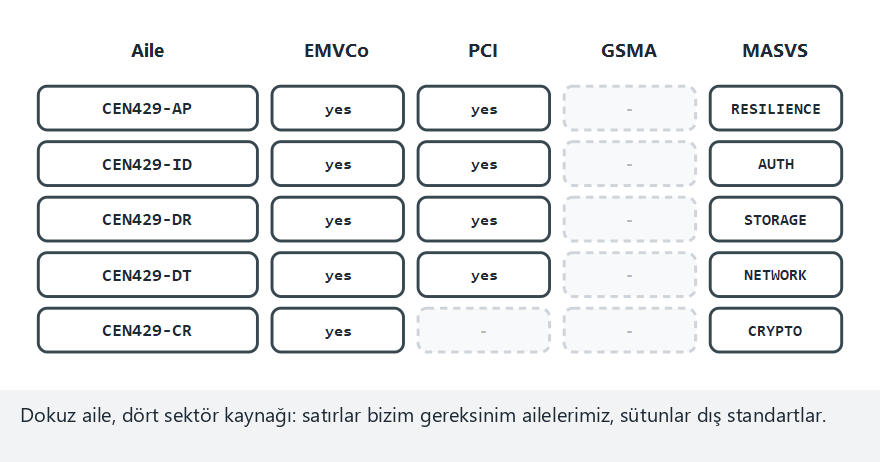 Aile EMVCo PCI GSMA MASVS
CEN429-AP yes yes - RESILIENCE
CEN429-ID yes yes - AUTH
CEN429-DR yes yes - STORAGE
CEN429-DT yes yes - NETWORK
CEN429-CR yes - - CRYPTO
Dokuz aile, dört sektör kaynağı: satırlar bizim gereksinim ailelerimiz, sütunlar dış standartlar.